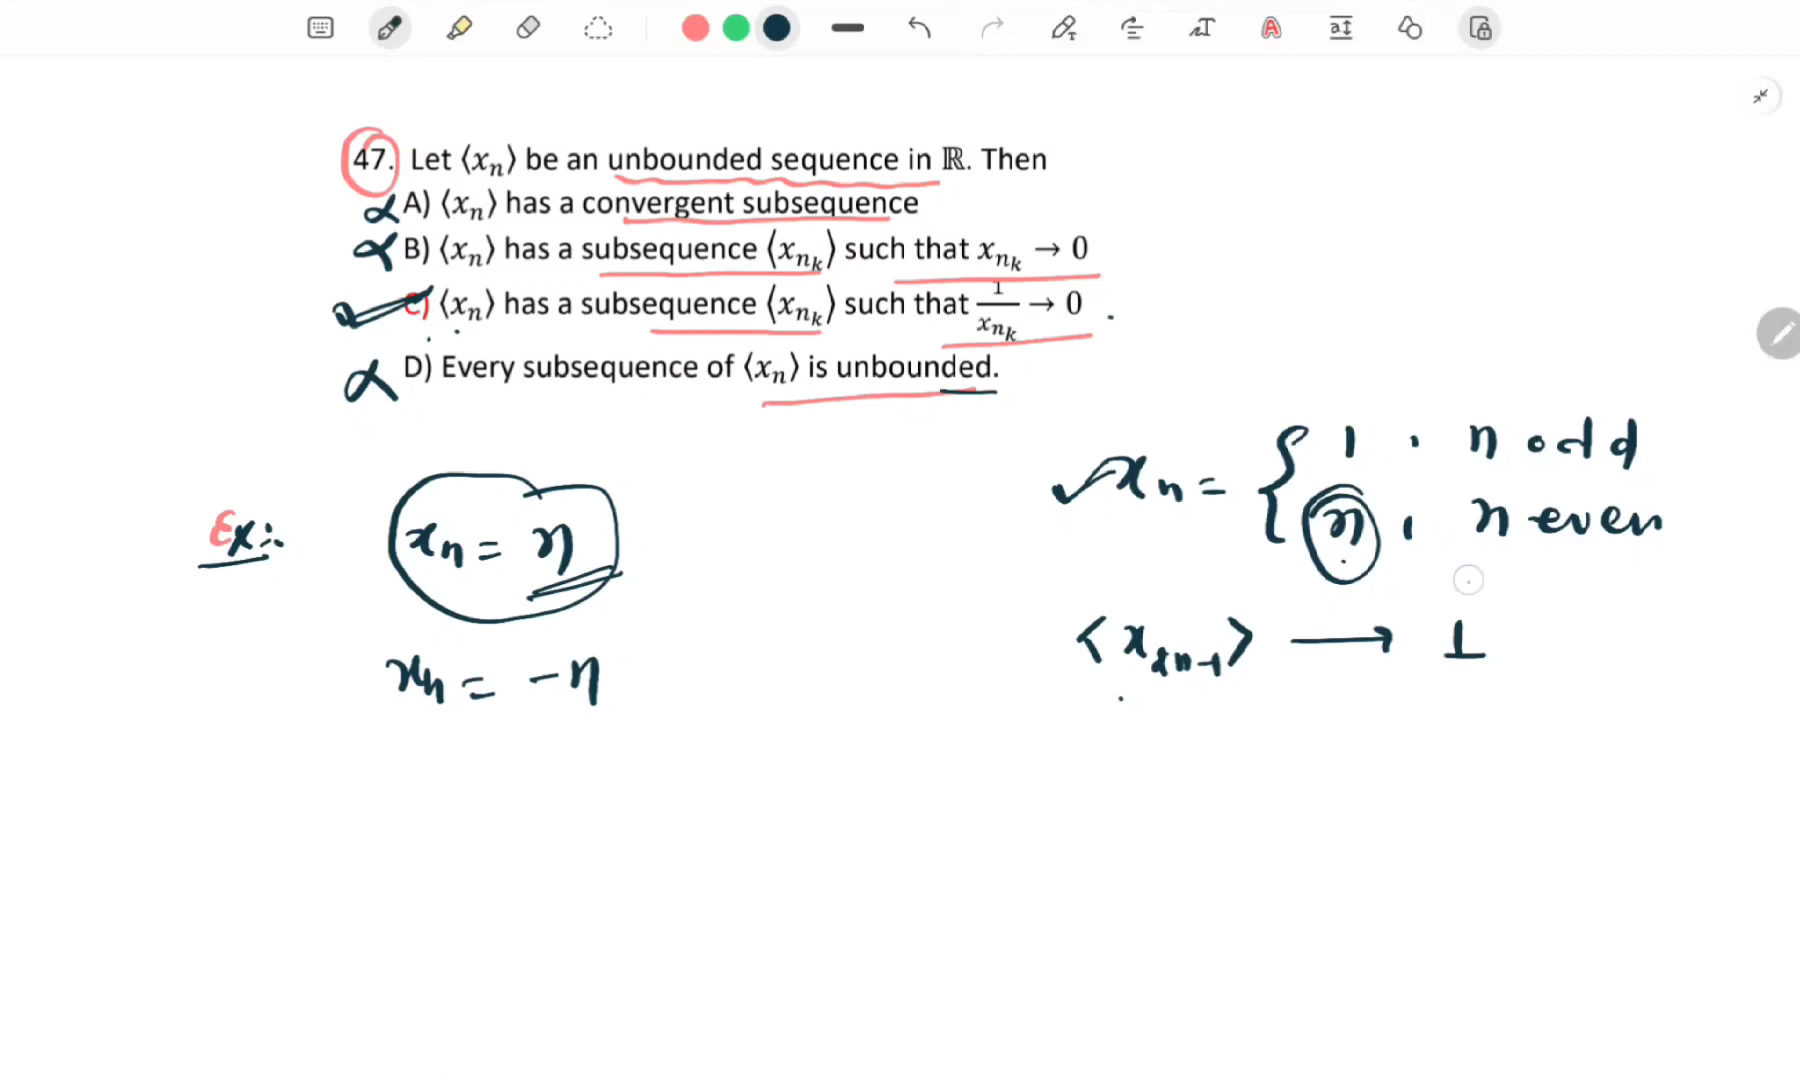 47. Let ⟨xₙ⟩ be an unbounded sequence in ℝ. Then
A) ⟨xₙ⟩ has a convergent subsequence
B) ⟨xₙ⟩ has a subsequence ⟨xₙₖ⟩ such that xₙₖ → 0
C) ⟨xₙ⟩ has a subsequence ⟨xₙₖ⟩ such that 1/xₙₖ → 0
D) Every subsequence of ⟨xₙ⟩ is unbounded.
Ex:- xₙ = n
xₙ = -n
xₙ = { 1, n odd
n, n even
⟨x₂ₙ₋₁⟩ → 1